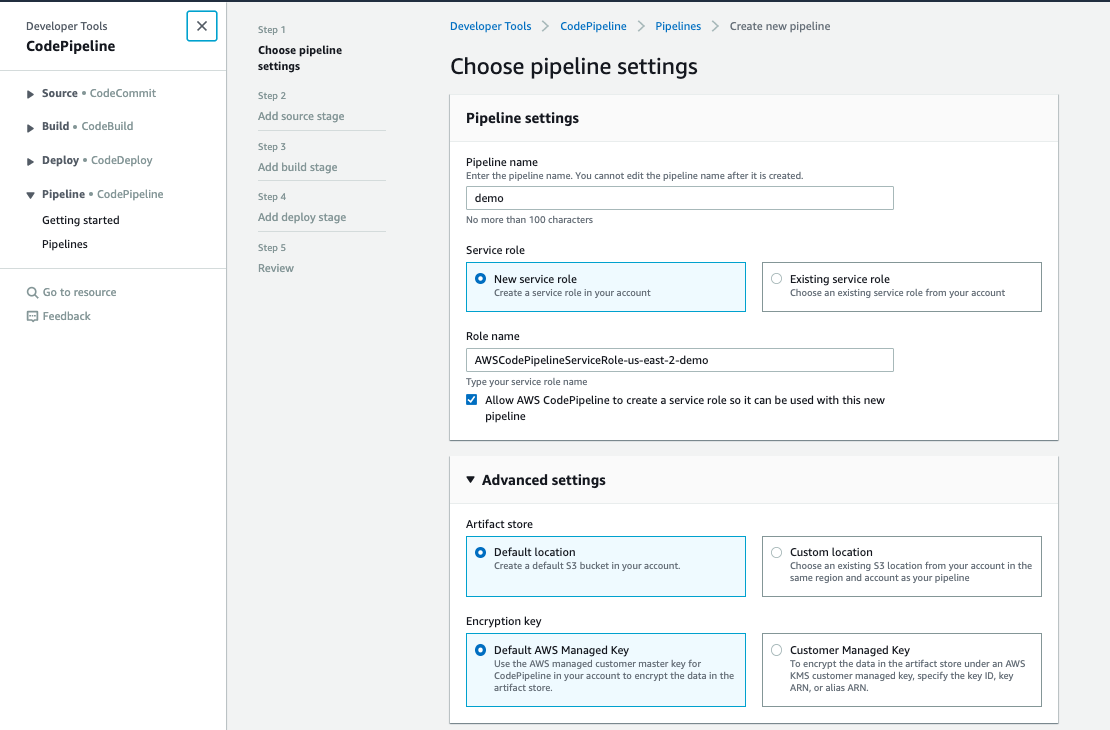 Developer Tools
CodePipeline
Source • CodeCommit
Build • CodeBuild
Deploy • CodeDeploy
Pipeline • CodePipeline
Getting started
Pipelines
Go to resource
Feedback
Step 1
Choose pipeline
settings
Step 2
Add source stage
Step 3
Add build stage
Step 4
Add deploy stage
Step 5
Review
Developer Tools > CodePipeline > Pipelines > Create new pipeline
Choose pipeline settings
Pipeline settings
Pipeline name
Enter the pipeline name. You cannot edit the pipeline name after it is created.
demo
No more than 100 characters
Service role
New service role
Create a service role in your account
Existing service role
Choose an existing service role from your account
Role name
AWSCodePipelineServiceRole-us-east-2-demo
Type your service role name
Allow AWS CodePipeline to create a service role so it can be used with this new
pipeline
Advanced settings
Artifact store
Default location
Create a default S3 bucket in your account.
Custom location
Choose an existing S3 location from your account in the
same region and account as your pipeline
Encryption key
Default AWS Managed Key
Use the AWS managed customer master key for
CodePipeline in your account to encrypt the data in the
artifact store.
Customer Managed Key
To encrypt the data in the artifact store under an AWS
KMS customer managed key, specify the key ID, key
ARN, or alias ARN.